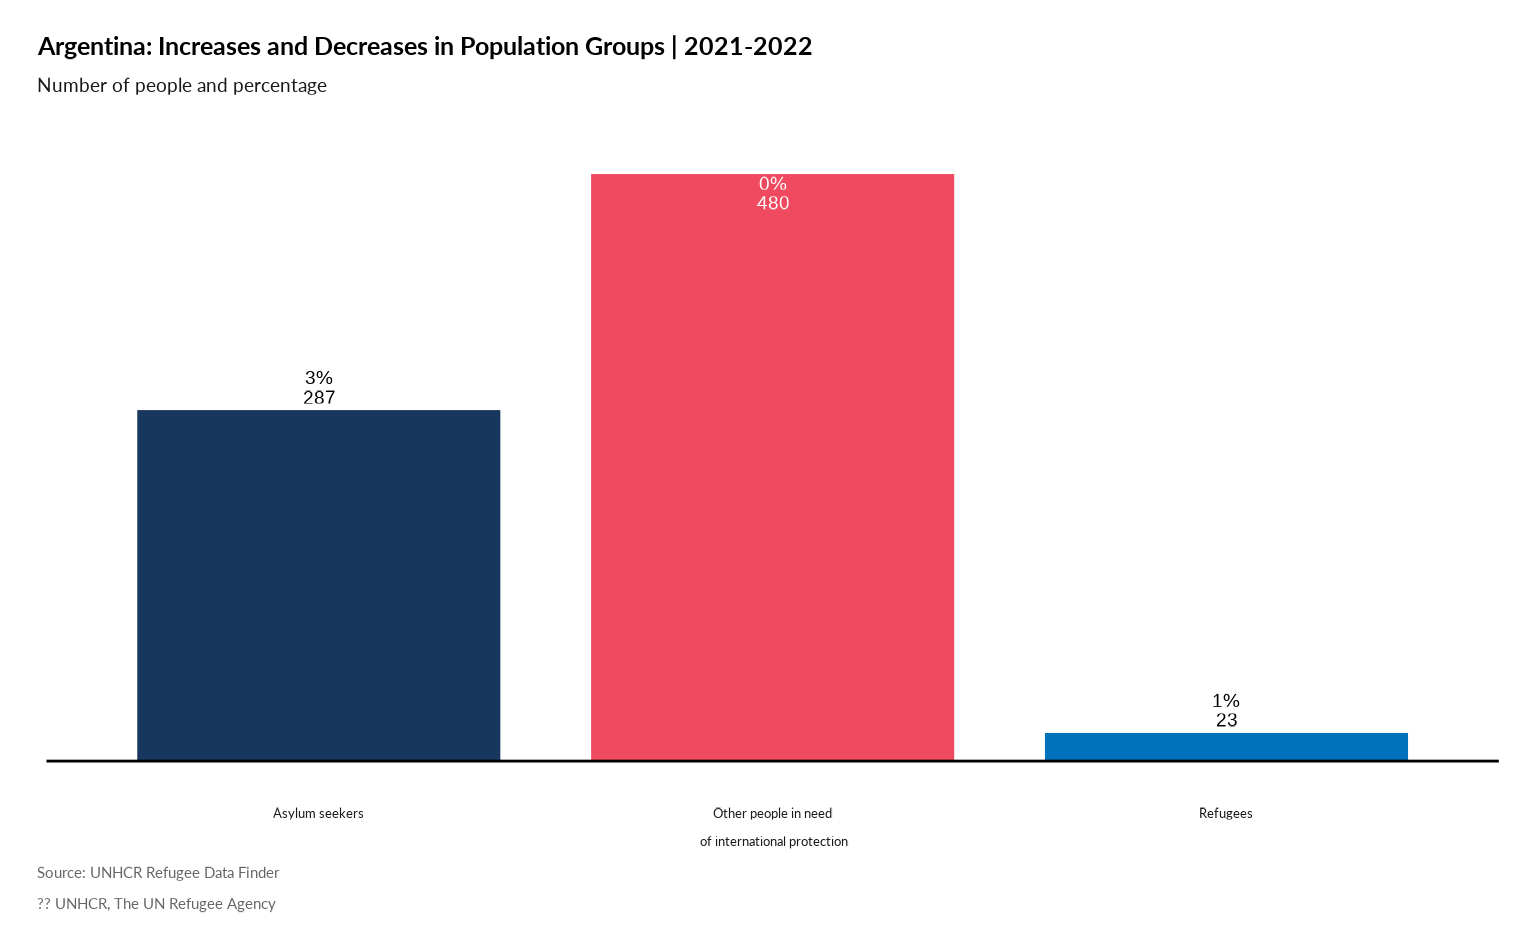 Argentina: Increases and Decreases in Population Groups | 2021-2022
Number of people and percentage
0%
480
3%
287
1%
23
Asylum seekers
Other people in need
of international protection
Refugees
Source: UNHCR Refugee Data Finder
?? UNHCR, The UN Refugee Agency